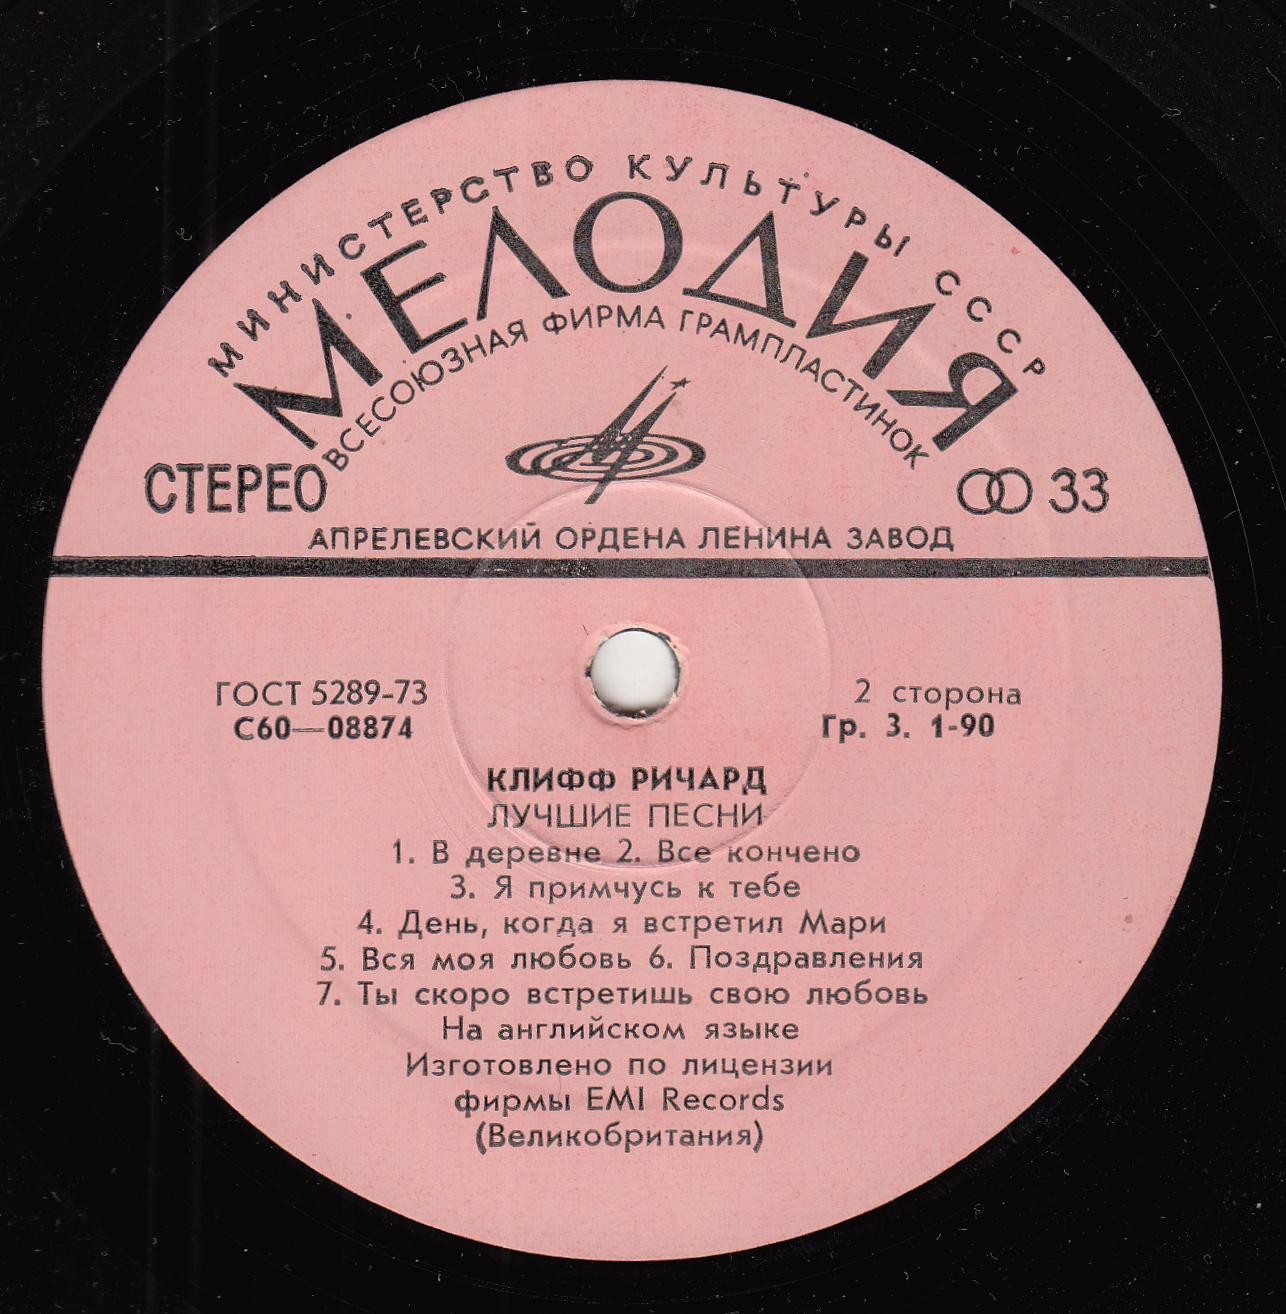 МИНИСТЕРСТВО КУЛЬТУРЫ СССР
МЕЛОДИЯ
ВСЕСОЮЗНАЯ ФИРМА ГРАМПЛАСТИНОК
СТЕРЕО
33
АПРЕЛЕВСКИЙ ОРДЕНА ЛЕНИНА ЗАВОД
ГОСТ 5289-73
С60—08874
2 сторона
Гр. 3. 1-90
КЛИФФ РИЧАРД
ЛУЧШИЕ ПЕСНИ
1. В деревне 2. Все кончено
3. Я примчусь к тебе
4. День, когда я встретил Мари
5. Вся моя любовь 6. Поздравления
7. Ты скоро встретишь свою любовь
На английском языке
Изготовлено по лицензии
фирмы EMI Records
(Великобритания)